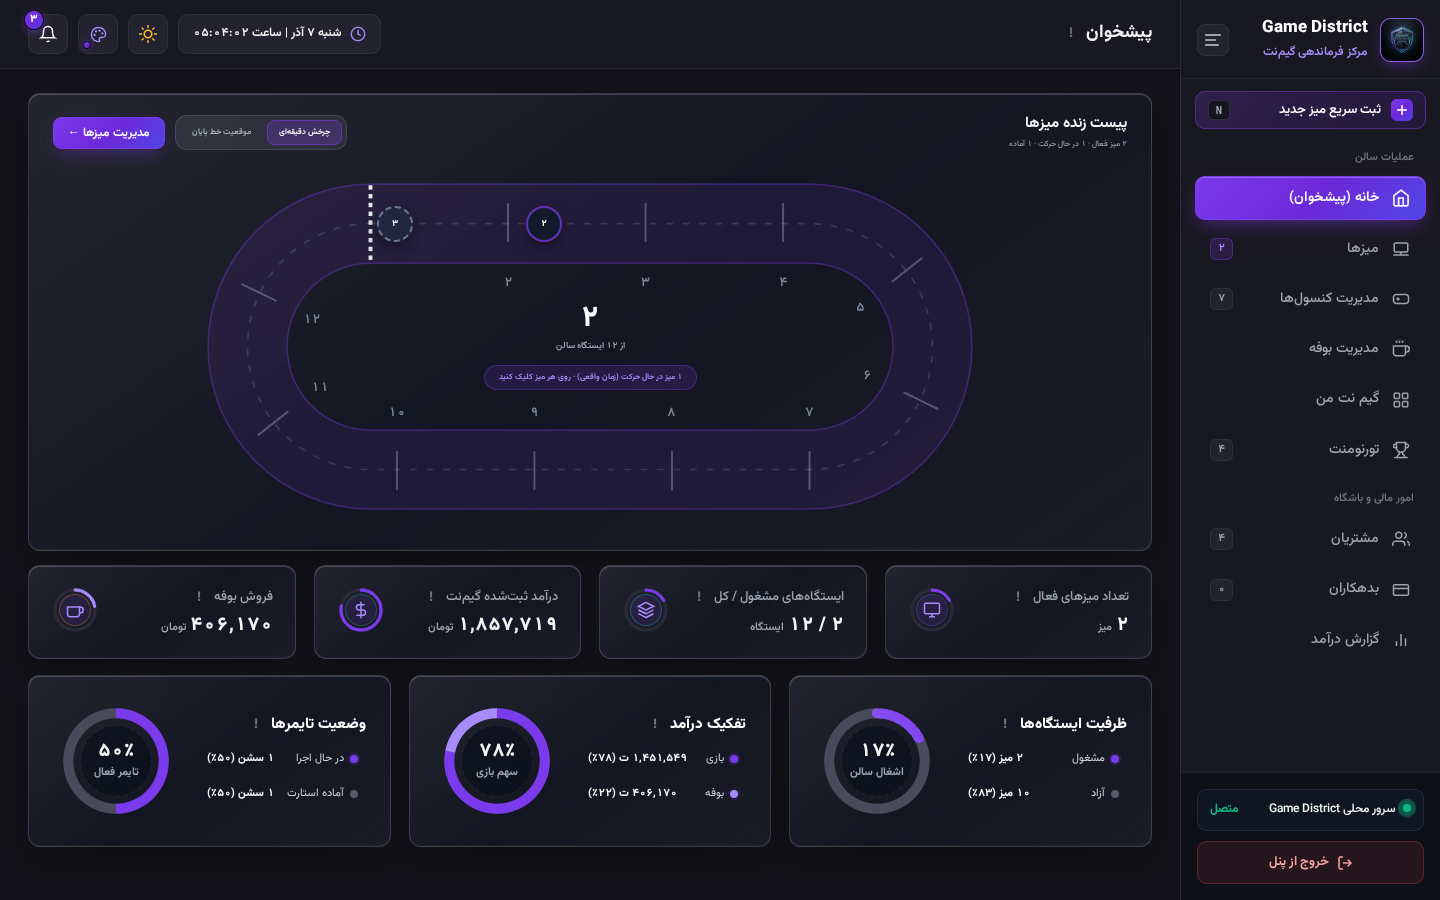 Game District
مرکز فرماندهی گیم‌نت
ثبت سریع میز جدید
N
عملیات سالن
خانه (پیشخوان)
میزها
۲
مدیریت کنسول‌ها
۷
مدیریت بوفه
گیم نت من
تورنومنت
۴
امور مالی و باشگاه
مشتریان
۴
بدهکاران
۰
گزارش درآمد
سرور محلی Game District
متصل
خروج از پنل
پیشخوان !
شنبه ۷ آذر | ساعت ۰۵:۰۴:۰۲
۳
پیست زنده میزها
۲ میز فعال · ۱ در حال حرکت · ۱ آماده
چرخش دقیقه‌ای
موقعیت خط پایان
مدیریت میزها ←
۳
۲
۲
۳
۴
۵
۶
۷
۸
۹
۱۰
۱۱
۱۲
۲
از ۱۲ ایستگاه سالن
۱ میز در حال حرکت (زمان واقعی) · روی هر میز کلیک کنید
تعداد میزهای فعال !
۲ میز
ایستگاه‌های مشغول / کل !
۲ / ۱۲ ایستگاه
درآمد ثبت‌شده گیم‌نت !
۱,۸۵۷,۷۱۹ تومان
فروش بوفه !
۴۰۶,۱۷۰ تومان
ظرفیت ایستگاه‌ها !
مشغول
۲ میز (۱۷٪)
آزاد
۱۰ میز (۸۳٪)
۱۷٪
اشغال سالن
تفکیک درآمد !
بازی
۱,۴۵۱,۵۴۹ ت (۷۸٪)
بوفه
۴۰۶,۱۷۰ ت (۲۲٪)
۷۸٪
سهم بازی
وضعیت تایمرها !
در حال اجرا
۱ سشن (۵۰٪)
آماده استارت
۱ سشن (۵۰٪)
۵۰٪
تایمر فعال